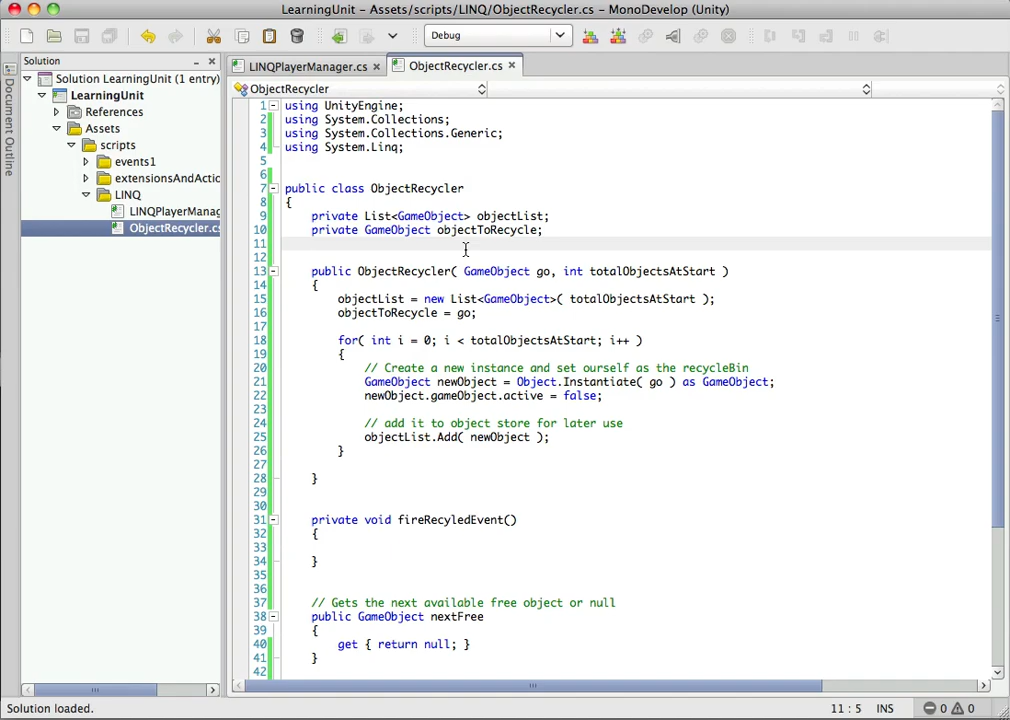 LearningUnit – Assets/scripts/LINQ/ObjectRecycler.cs – MonoDevelop (Unity)
Debug
Solution
Document Outline
Solution LearningUnit (1 entry)
LearningUnit
References
Assets
scripts
events1
extensionsAndActio
LINQ
LINQPlayerManag
ObjectRecycler.cs
LINQPlayerManager.cs
ObjectRecycler.cs
ObjectRecycler
1 using UnityEngine;
2 using System.Collections;
3 using System.Collections.Generic;
4 using System.Linq;
5
6
7 public class ObjectRecycler
8 {
9 private List<GameObject> objectList;
10 private GameObject objectToRecycle;
11
12
13 public ObjectRecycler( GameObject go, int totalObjectsAtStart )
14 {
15 objectList = new List<GameObject>( totalObjectsAtStart );
16 objectToRecycle = go;
17
18 for( int i = 0; i < totalObjectsAtStart; i++ )
19 {
20 // Create a new instance and set ourself as the recycleBin
21 GameObject newObject = Object.Instantiate( go ) as GameObject;
22 newObject.gameObject.active = false;
23
24 // add it to object store for later use
25 objectList.Add( newObject );
26 }
27
28 }
29
30
31 private void fireRecyledEvent()
32 {
33
34 }
35
36
37 // Gets the next available free object or null
38 public GameObject nextFree
39 {
40 get { return null; }
41 }
42
Solution loaded.
11 : 5
INS
0
0